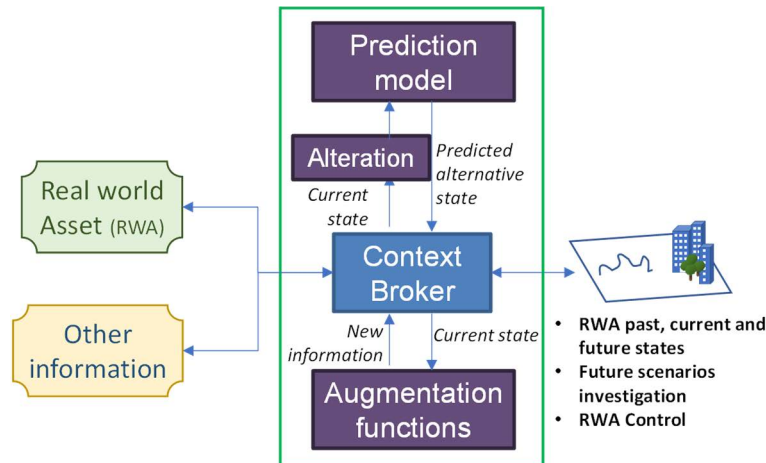 Prediction
model
Alteration
Predicted
alternative
state
Current
state
Real world
Asset (RWA)
Context
Broker
Other
information
New
information
Current state
Augmentation
functions
• RWA past, current and
future states
• Future scenarios
investigation
• RWA Control